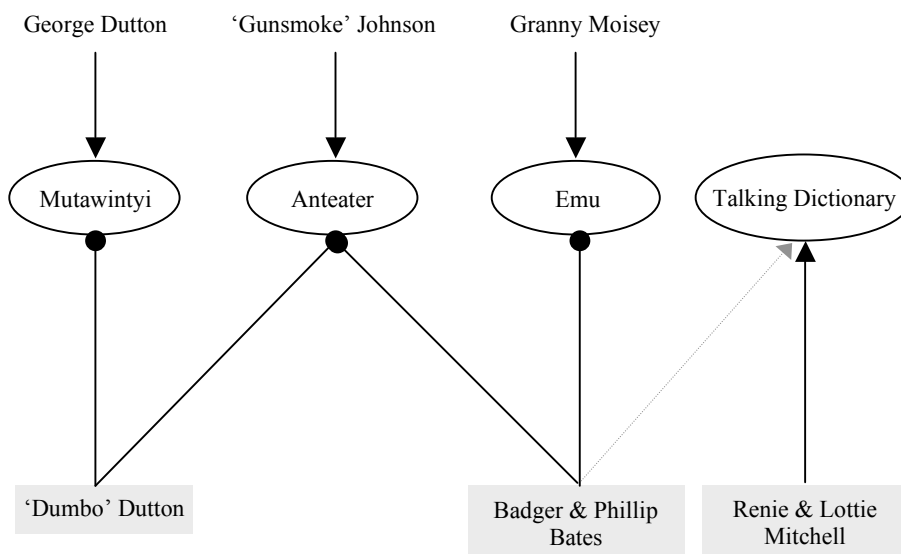 George Dutton
‘Gunsmoke’ Johnson
Granny Moisey
Mutawintyi
Anteater
Emu
Talking Dictionary
‘Dumbo’ Dutton
Badger & Phillip
Bates
Renie & Lottie
Mitchell